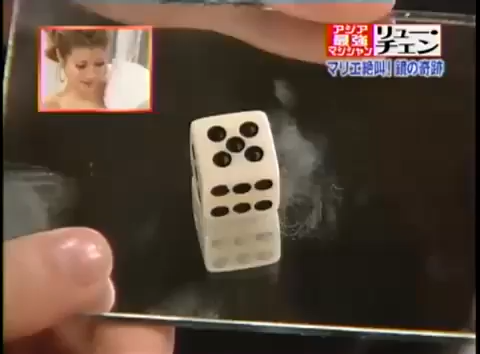 アジア
最強
マジシャン
リュー・
チェン
マリエ絶叫！鏡の奇跡